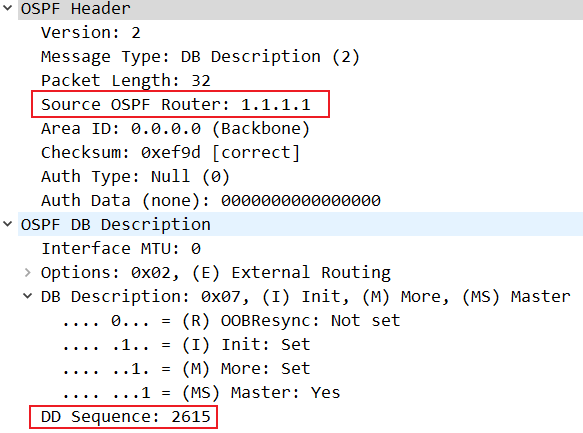 OSPF Header
Version: 2
Message Type: DB Description (2)
Packet Length: 32
Source OSPF Router: 1.1.1.1
Area ID: 0.0.0.0 (Backbone)
Checksum: 0xef9d [correct]
Auth Type: Null (0)
Auth Data (none): 0000000000000000
OSPF DB Description
Interface MTU: 0
Options: 0x02, (E) External Routing
DB Description: 0x07, (I) Init, (M) More, (MS) Master
.... 0... = (R) OOBResync: Not set
.... .1.. = (I) Init: Set
.... ..1. = (M) More: Set
.... ...1 = (MS) Master: Yes
DD Sequence: 2615